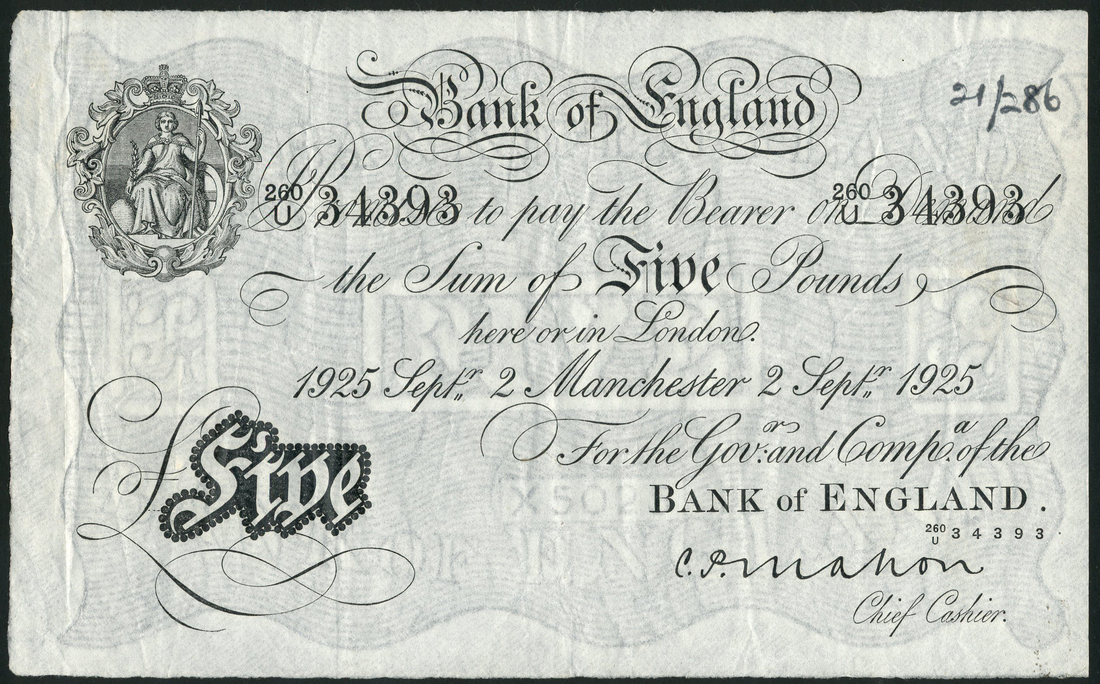 Bank of England
21/286
260/U 34393 260/U 34393
Promise to pay the Bearer on Demand
the Sum of Five Pounds
here or in London.
1925 Septr. 2 Manchester 2 Septr. 1925
For the Govr. and Compa. of the
BANK of ENGLAND.
£ Five
260/U 34393
C.P. Mahon
Chief Cashier.